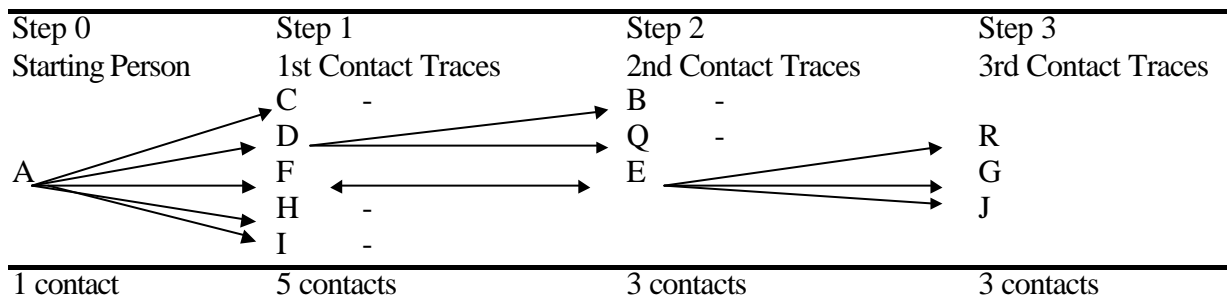 Step 0 Step 1 Step 2 Step 3
Starting Person 1st Contact Traces 2nd Contact Traces 3rd Contact Traces
C - B -
D Q - R
A F E G
H - J
I -
1 contact 5 contacts 3 contacts 3 contacts